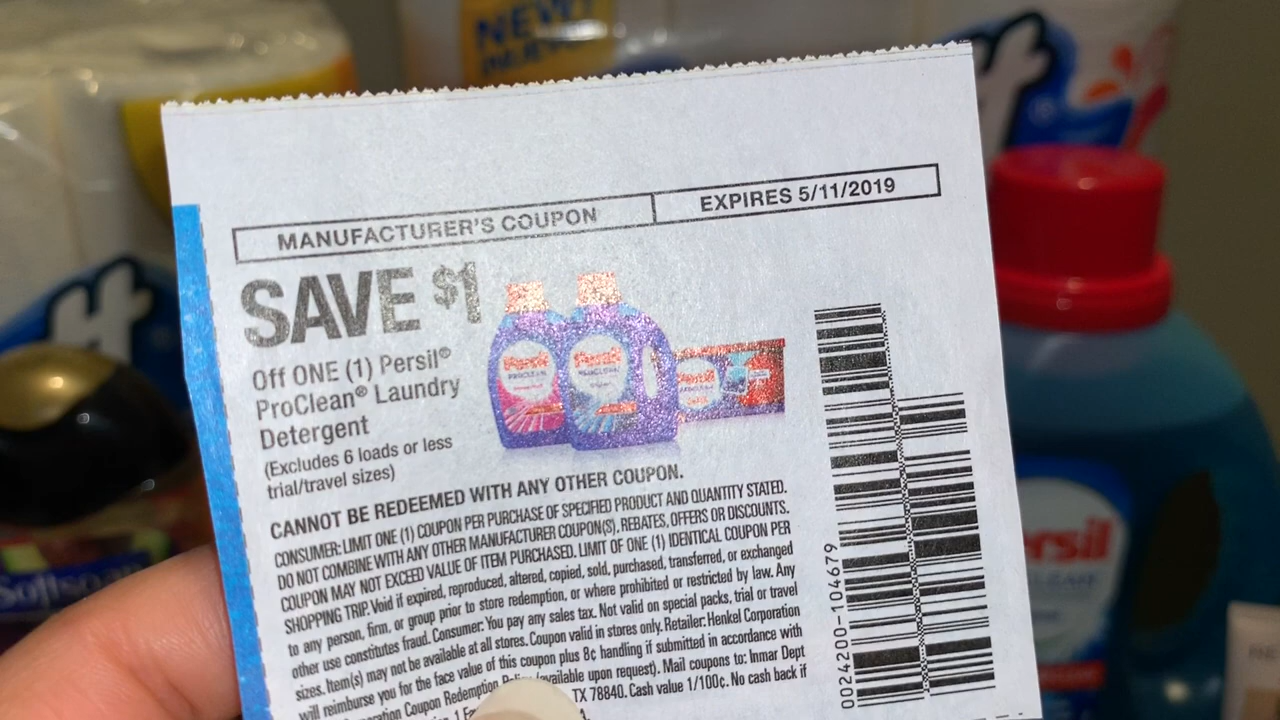 NEW!
MANUFACTURER'S COUPON
EXPIRES 5/11/2019
SAVE $1
Off ONE (1) Persil®
ProClean® Laundry
Detergent
(Excludes 6 loads or less
trial/travel sizes)
Persil
PROCLEAN
Persil
PROCLEAN
CANNOT BE REDEEMED WITH ANY OTHER COUPON.
CONSUMER: LIMIT ONE (1) COUPON PER PURCHASE OF SPECIFIED PRODUCT AND QUANTITY STATED.
DO NOT COMBINE WITH ANY OTHER MANUFACTURER COUPON(S), REBATES, OFFERS OR DISCOUNTS.
COUPON MAY NOT EXCEED VALUE OF ITEM PURCHASED. LIMIT OF ONE (1) IDENTICAL COUPON PER
SHOPPING TRIP. Void if expired, reproduced, altered, copied, sold, purchased, transferred, or exchanged
to any person, firm, or group prior to store redemption, or where prohibited or restricted by law. Any
other use constitutes fraud. Consumer: You pay any sales tax. Not valid on special packs, trial or travel
sizes. Item(s) may not be available at all stores. Coupon valid in stores only. Retailer: Henkel Corporation
will reimburse you for the face value of this coupon plus 8¢ handling if submitted in accordance with
Coupon Redemption (available upon request). Mail coupons to: Inmar Dept
TX 78840. Cash value 1/100¢. No cash back if
0024200-104679
Softsoap
rsil